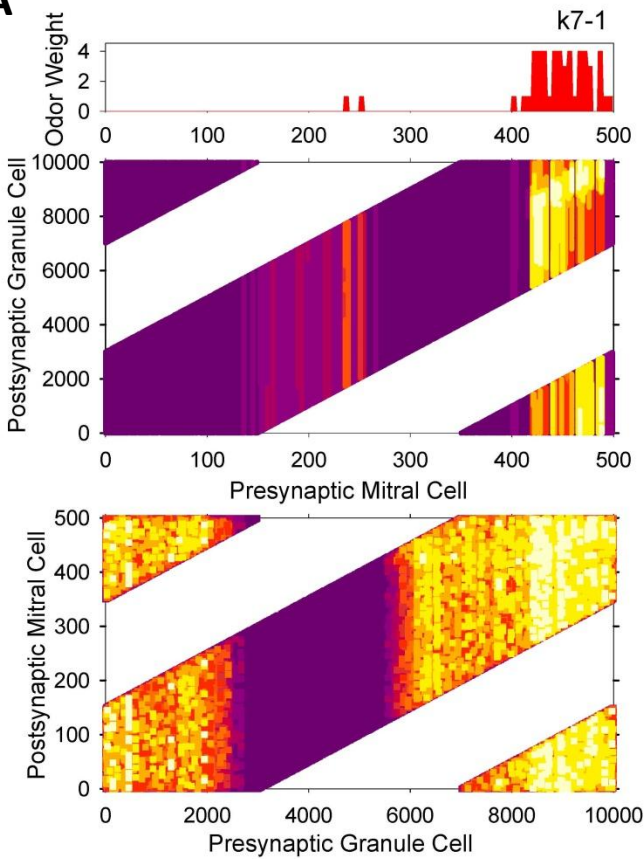 A
k7-1
Odor Weight
4
2
0
0 100 200 300 400 500
Postsynaptic Granule Cell
10000
8000
6000
4000
2000
0
0 100 200 300 400 500
Presynaptic Mitral Cell
Postsynaptic Mitral Cell
500
400
300
200
100
0
0 2000 4000 6000 8000 10000
Presynaptic Granule Cell